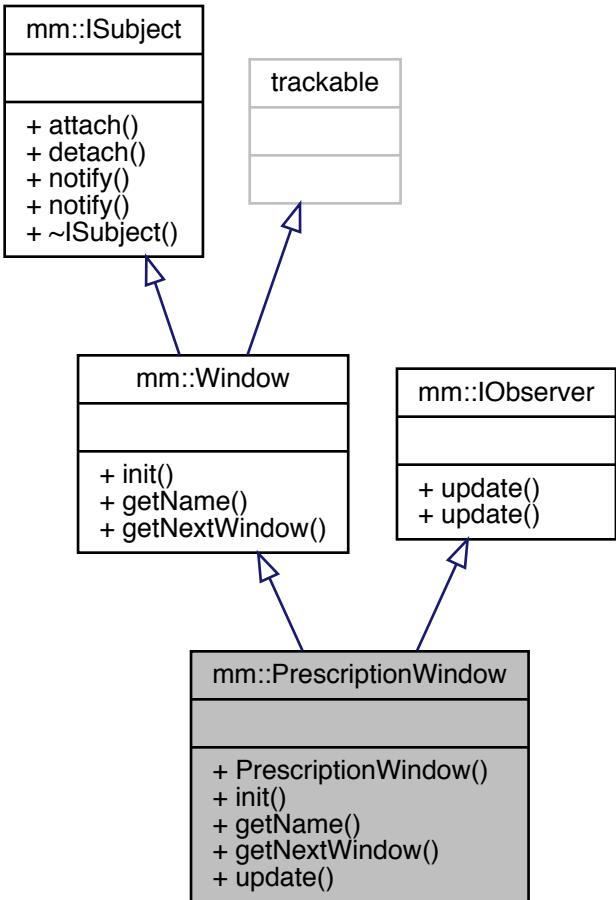 mm::ISubject
+ attach()
+ detach()
+ notify()
+ notify()
+ ~ISubject()
trackable
mm::Window
+ init()
+ getName()
+ getNextWindow()
mm::IObserver
+ update()
+ update()
mm::PrescriptionWindow
+ PrescriptionWindow()
+ init()
+ getName()
+ getNextWindow()
+ update()